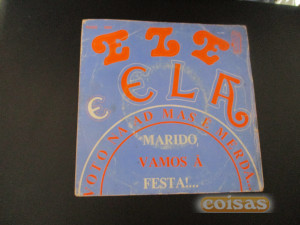 ELE
E
ELA
VOTO NA AD MAS É MERDA...
"MARIDO,
VAMOS À
FESTA!...
coisas